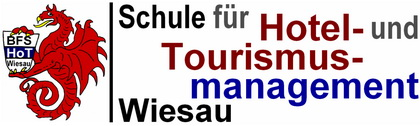 BFS
HoT
Wiesau
Schule für Hotel- und
Tourismus-
management
Wiesau